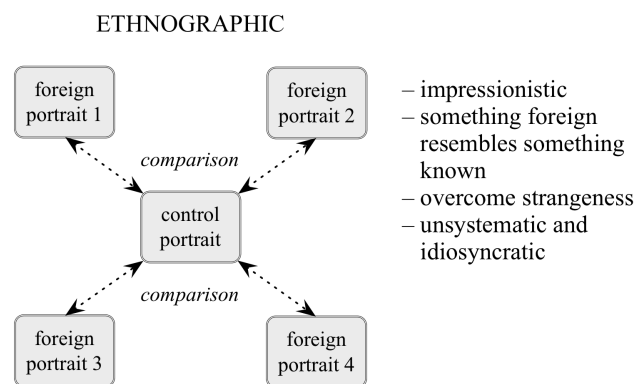 ETHNOGRAPHIC
foreign
portrait 1
foreign
portrait 2
comparison
control
portrait
comparison
foreign
portrait 3
foreign
portrait 4
– impressionistic
– something foreign
resembles something
known
– overcome strangeness
– unsystematic and
idiosyncratic